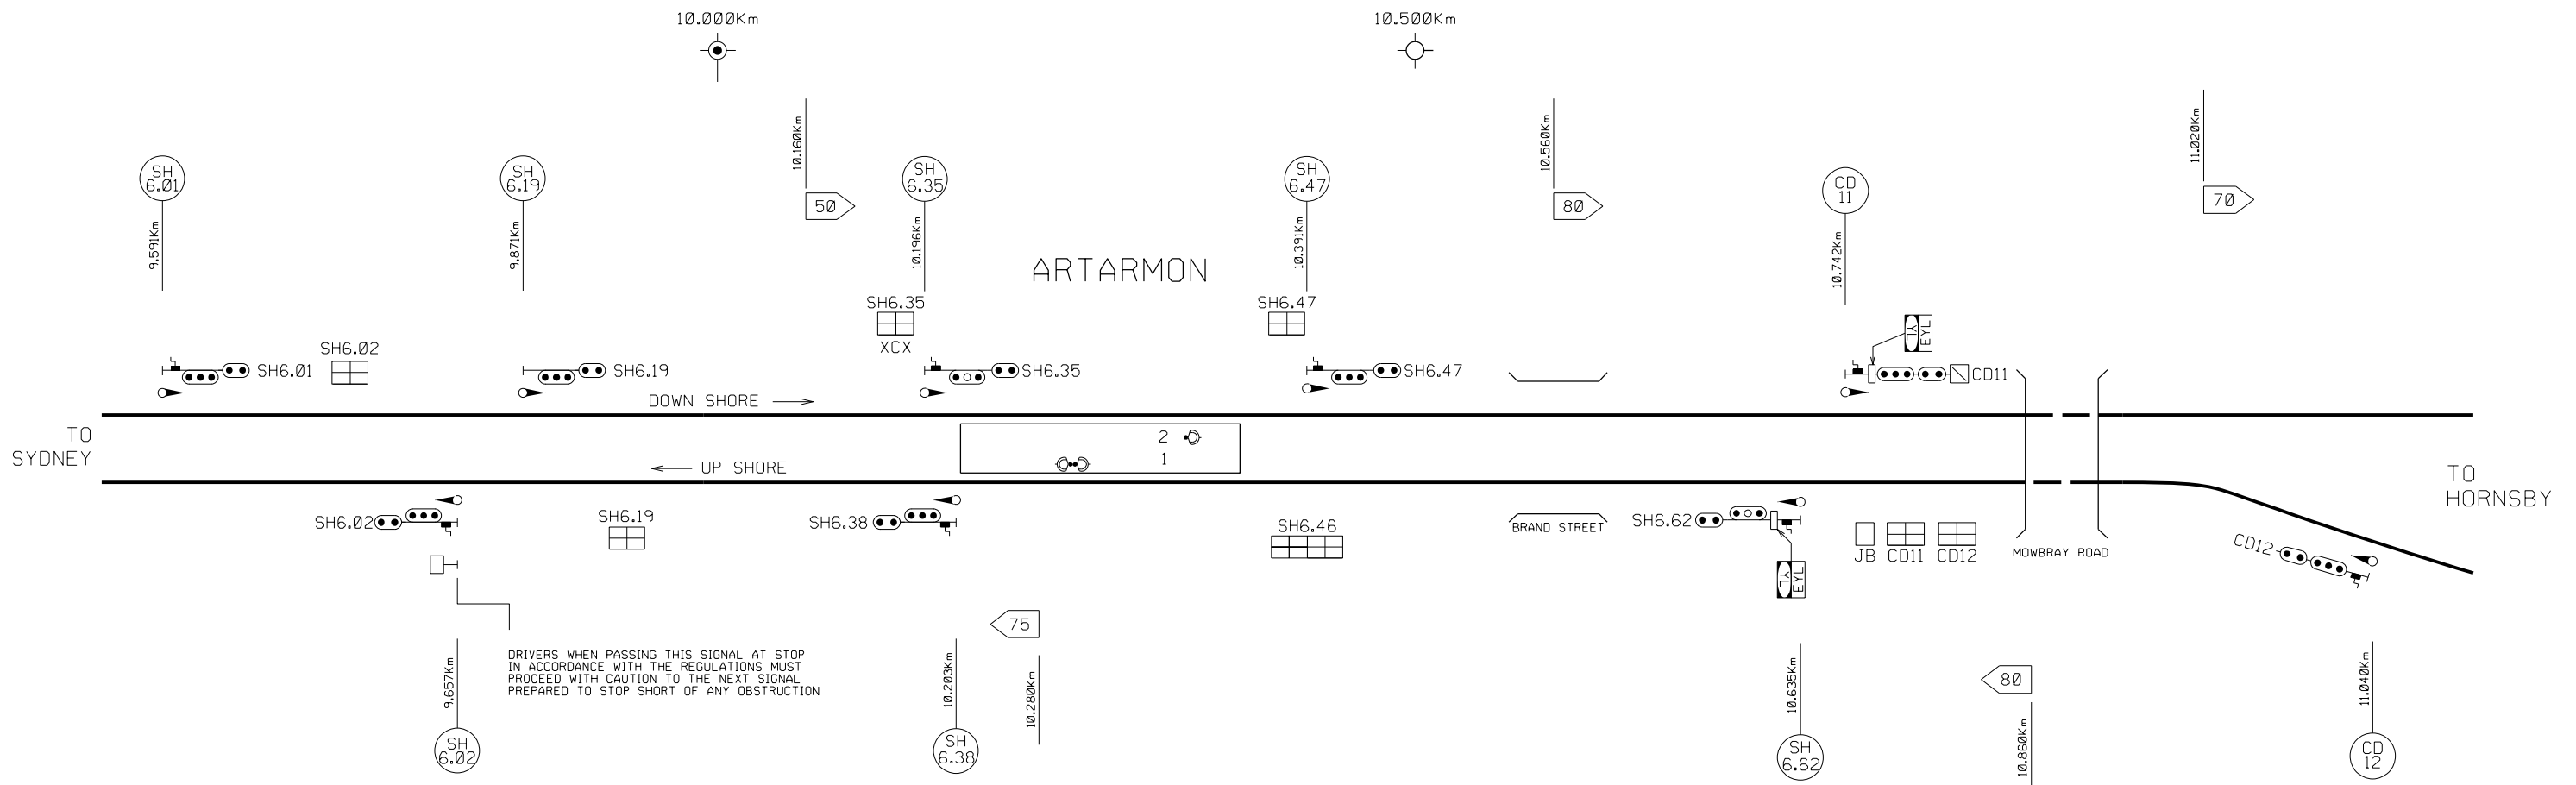 10.000Km
10.500Km
10.160Km
10.560Km
11.020Km
SH
6.01
SH
6.19
SH
6.35
SH
6.47
CD
11
50
80
70
9.591Km
9.871Km
10.196Km
10.391Km
10.742Km
ARTARMON
SH6.35
XCX
SH6.47
YL
EYL
SH6.02
SH6.01
SH6.19
SH6.35
SH6.47
CD11
DOWN SHORE
TO
SYDNEY
2
1
UP SHORE
TO
HORNSBY
SH6.02
SH6.19
SH6.38
SH6.46
BRAND STREET
SH6.62
JB
CD11
CD12
MOWBRAY ROAD
CD12
YL
EYL
75
80
DRIVERS WHEN PASSING THIS SIGNAL AT STOP
IN ACCORDANCE WITH THE REGULATIONS MUST
PROCEED WITH CAUTION TO THE NEXT SIGNAL
PREPARED TO STOP SHORT OF ANY OBSTRUCTION
9.657Km
10.203Km
10.280Km
10.635Km
10.860Km
11.040Km
SH
6.02
SH
6.38
SH
6.62
CD
12